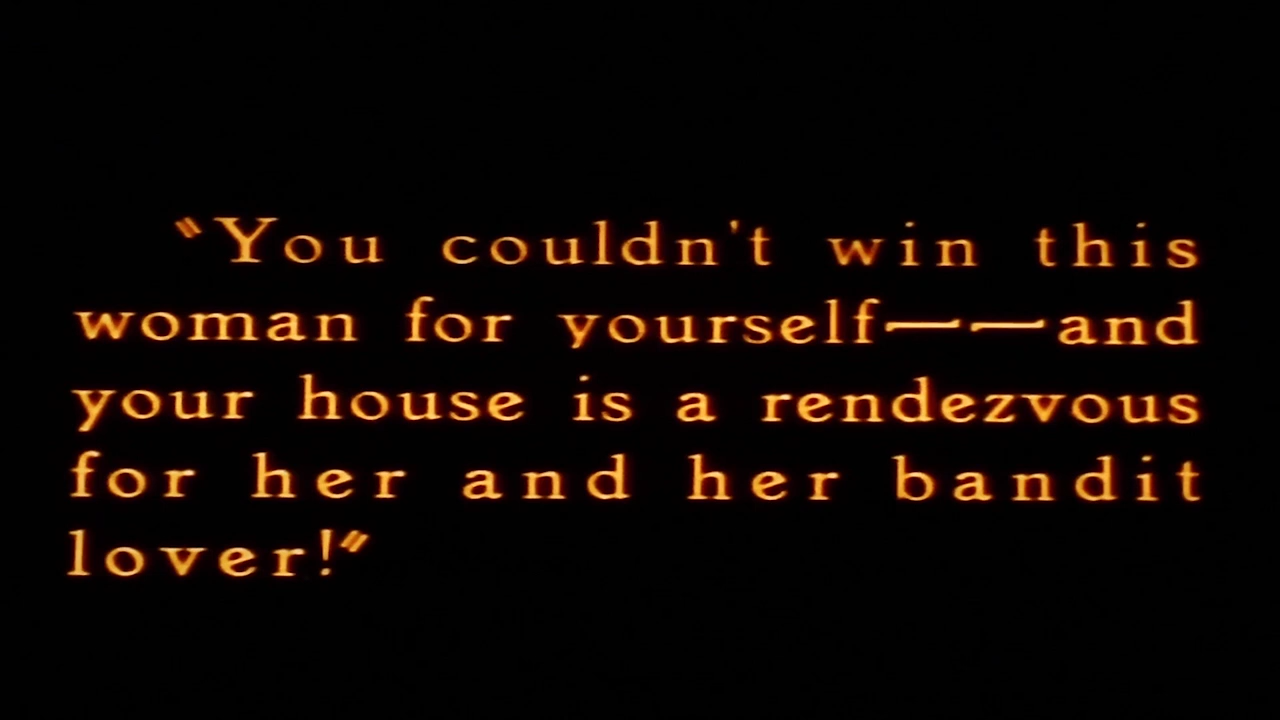 "You couldn't win this
woman for yourself——and
your house is a rendezvous
for her and her bandit
lover!"